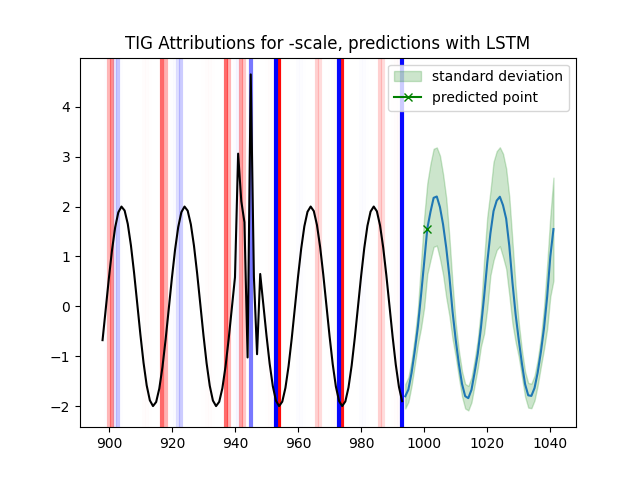 TIG Attributions for -scale, predictions with LSTM
standard deviation
predicted point
4
3
2
1
0
−1
−2
900 920 940 960 980 1000 1020 1040